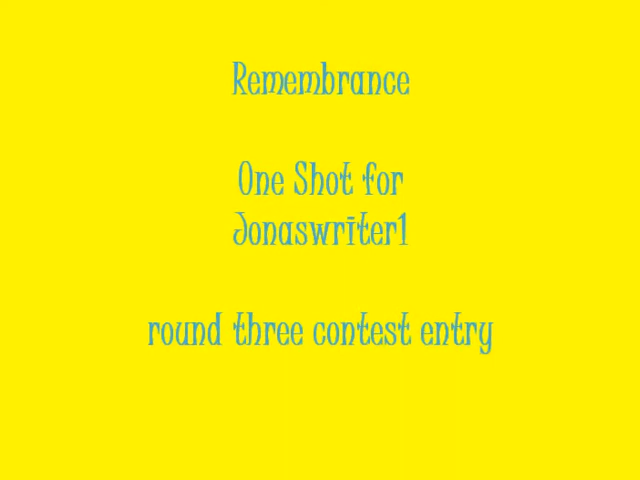 Remembrance
One Shot for
Jonaswriter1
round three contest entry